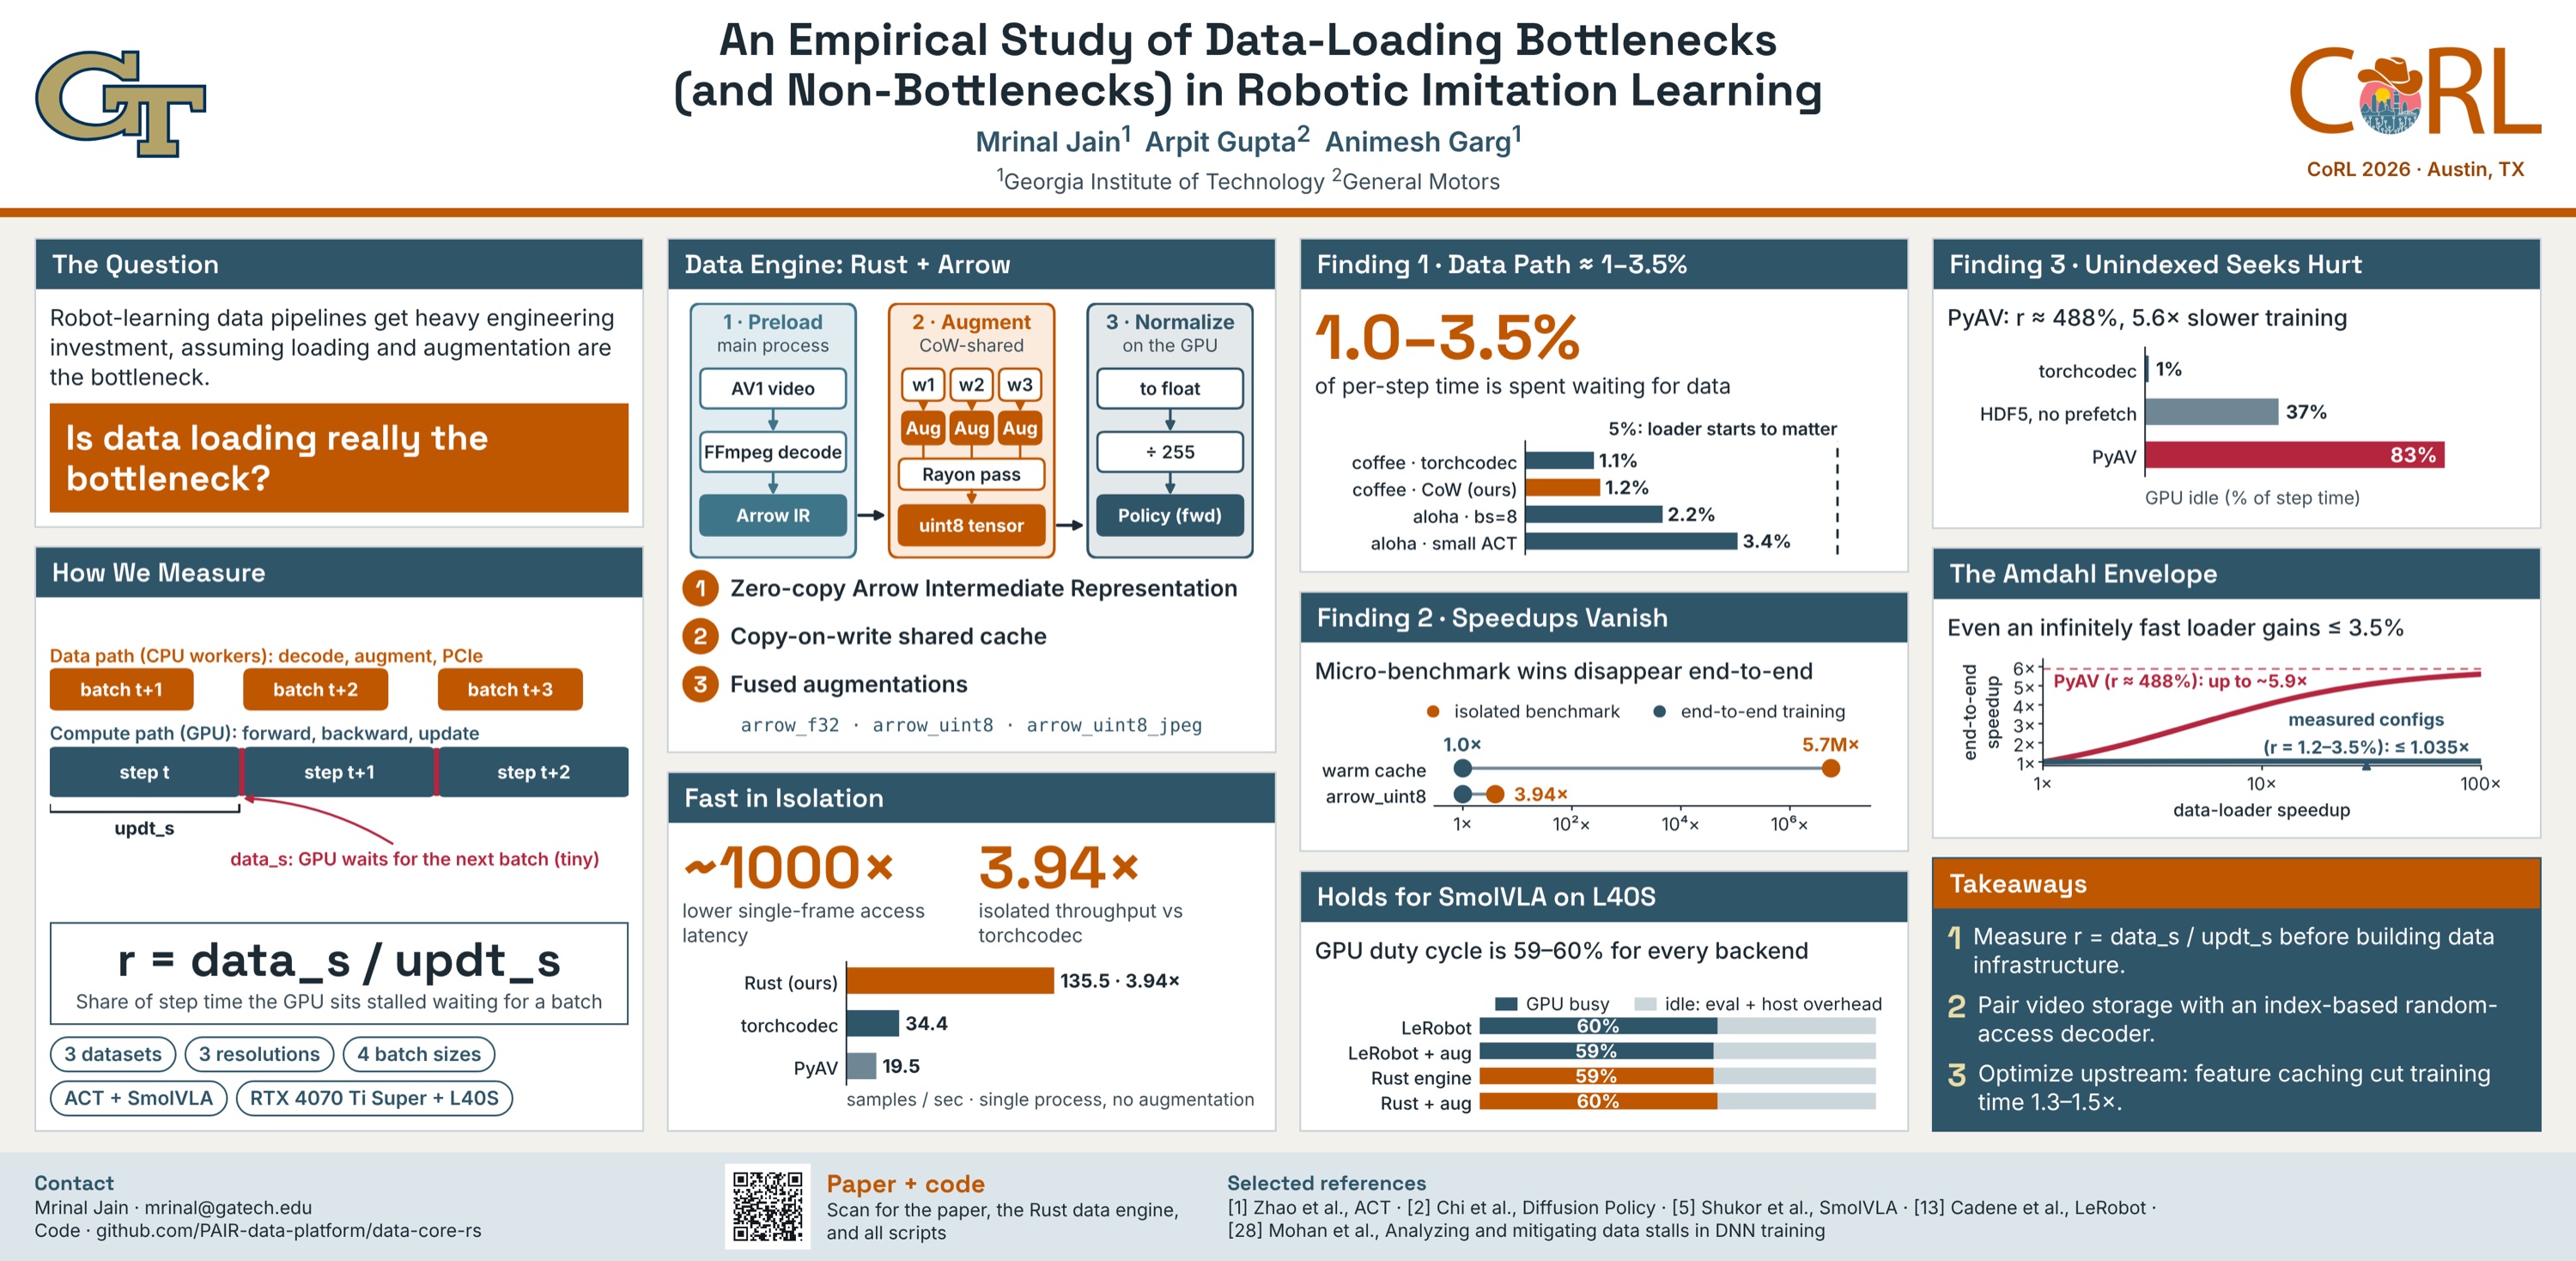 GT
An Empirical Study of Data-Loading Bottlenecks
(and Non-Bottlenecks) in Robotic Imitation Learning
Mrinal Jain¹ Arpit Gupta² Animesh Garg¹
¹Georgia Institute of Technology ²General Motors
CoRL
CoRL 2026 · Austin, TX
The Question
Robot-learning data pipelines get heavy engineering
investment, assuming loading and augmentation are
the bottleneck.
Is data loading really the
bottleneck?
How We Measure
Data path (CPU workers): decode, augment, PCIe
batch t+1 batch t+2 batch t+3
Compute path (GPU): forward, backward, update
step t step t+1 step t+2
updt_s
data_s: GPU waits for the next batch (tiny)
r = data_s / updt_s
Share of step time the GPU sits stalled waiting for a batch
3 datasets 3 resolutions 4 batch sizes
ACT + SmolVLA RTX 4070 Ti Super + L40S
Data Engine: Rust + Arrow
1 · Preload
main process
AV1 video
FFmpeg decode
Arrow IR
2 · Augment
CoW-shared
w1 w2 w3
Aug Aug Aug
Rayon pass
uint8 tensor
3 · Normalize
on the GPU
to float
÷ 255
Policy (fwd)
1 Zero-copy Arrow Intermediate Representation
2 Copy-on-write shared cache
3 Fused augmentations
arrow_f32 · arrow_uint8 · arrow_uint8_jpeg
Fast in Isolation
~1000×
lower single-frame access
latency
3.94×
isolated throughput vs
torchcodec
Rust (ours) 135.5 · 3.94×
torchcodec 34.4
PyAV 19.5
samples / sec · single process, no augmentation
Finding 1 · Data Path ≈ 1–3.5%
1.0–3.5%
of per-step time is spent waiting for data
5%: loader starts to matter
coffee · torchcodec 1.1%
coffee · CoW (ours) 1.2%
aloha · bs=8 2.2%
aloha · small ACT 3.4%
Finding 2 · Speedups Vanish
Micro-benchmark wins disappear end-to-end
isolated benchmark end-to-end training
1.0× 5.7M×
warm cache
arrow_uint8 3.94×
1× 10²× 10⁴× 10⁶×
Holds for SmolVLA on L40S
GPU duty cycle is 59–60% for every backend
GPU busy idle: eval + host overhead
LeRobot 60%
LeRobot + aug 59%
Rust engine 59%
Rust + aug 60%
Finding 3 · Unindexed Seeks Hurt
PyAV: r ≈ 488%, 5.6× slower training
torchcodec 1%
HDF5, no prefetch 37%
PyAV 83%
GPU idle (% of step time)
The Amdahl Envelope
Even an infinitely fast loader gains ≤ 3.5%
end-to-end
speedup
6×
5×
4×
3×
2×
1×
PyAV (r ≈ 488%): up to ~5.9×
measured configs
(r = 1.2–3.5%): ≤ 1.035×
1× 10× 100×
data-loader speedup
Takeaways
1 Measure r = data_s / updt_s before building data
infrastructure.
2 Pair video storage with an index-based random-
access decoder.
3 Optimize upstream: feature caching cut training
time 1.3–1.5×.
Contact
Mrinal Jain · mrinal@gatech.edu
Code · github.com/PAIR-data-platform/data-core-rs
Paper + code
Scan for the paper, the Rust data engine,
and all scripts
Selected references
[1] Zhao et al., ACT · [2] Chi et al., Diffusion Policy · [5] Shukor et al., SmolVLA · [13] Cadene et al., LeRobot ·
[28] Mohan et al., Analyzing and mitigating data stalls in DNN training